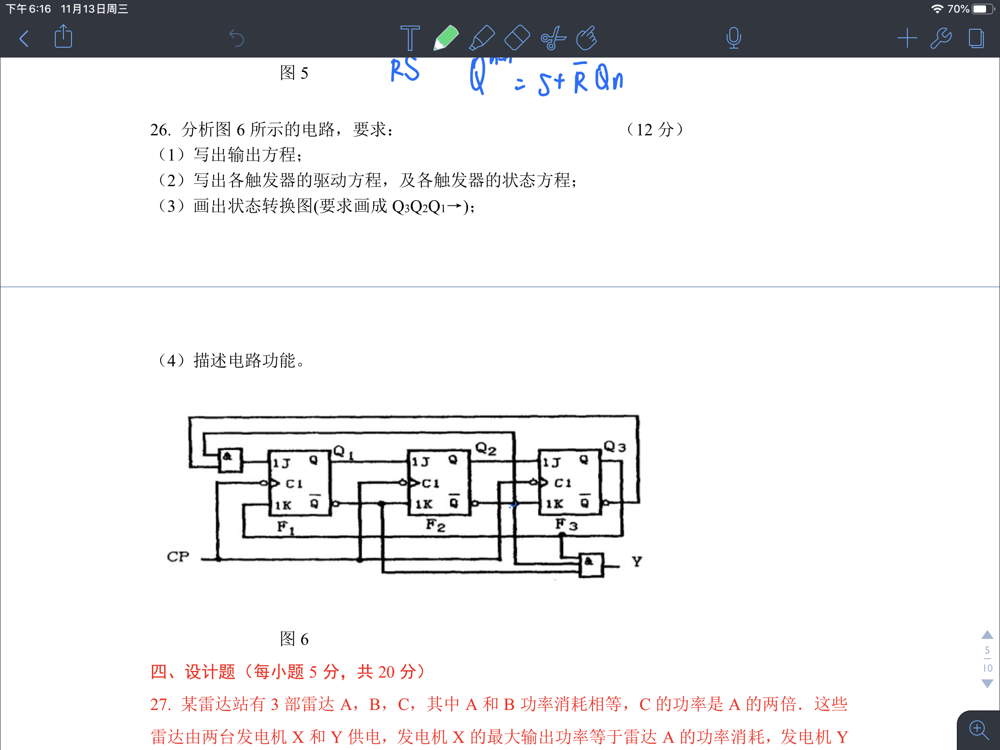 下午6:16 11月13日周三
70%
T
图 5
RS Q = S + R̅ Qn
26. 分析图 6 所示的电路，要求： （12 分）
（1）写出输出方程；
（2）写出各触发器的驱动方程，及各触发器的状态方程；
（3）画出状态转换图(要求画成 Q₃Q₂Q₁→)；
（4）描述电路功能。
& 1J Q C1 1K Q̅ Q1 F1
1J Q C1 1K Q̅ Q2 F2
1J Q C1 1K Q̅ Q3 F3
CP & Y
图 6
5
10
四、设计题（每小题 5 分，共 20 分）
27. 某雷达站有 3 部雷达 A，B，C，其中 A 和 B 功率消耗相等，C 的功率是 A 的两倍．这些
雷达由两台发电机 X 和 Y 供电，发电机 X 的最大输出功率等于雷达 A 的功率消耗，发电机 Y